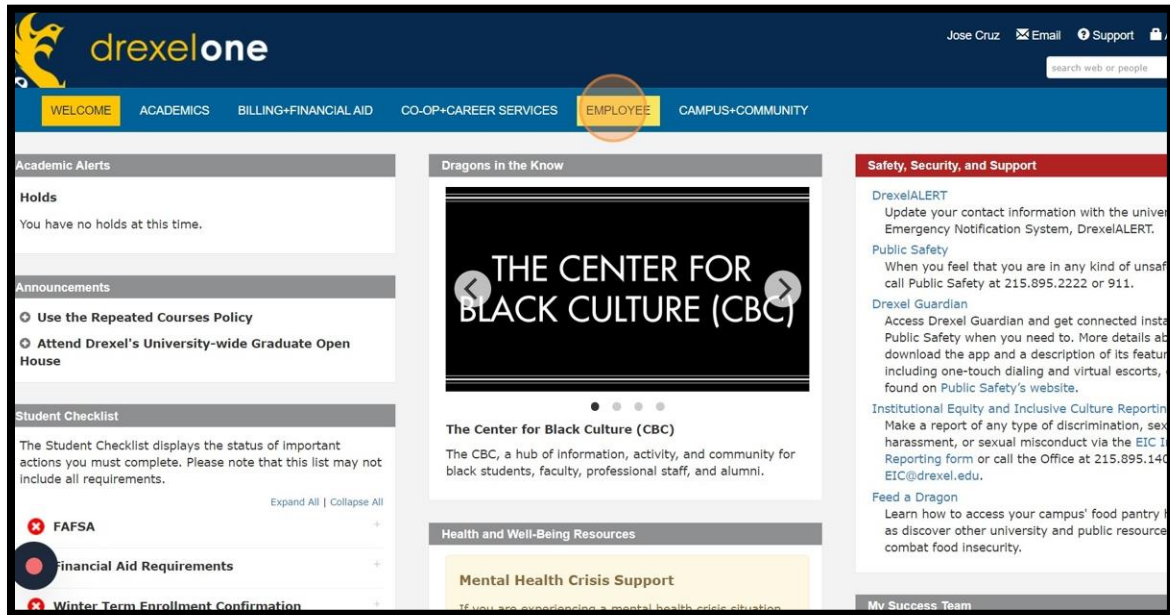 drexelone
Jose Cruz Email Support
search web or people
WELCOME ACADEMICS BILLING+FINANCIAL AID CO-OP+CAREER SERVICES EMPLOYEE CAMPUS+COMMUNITY
Academic Alerts
Holds
You have no holds at this time.
Announcements
Use the Repeated Courses Policy
Attend Drexel's University-wide Graduate Open
House
Student Checklist
The Student Checklist displays the status of important
actions you must complete. Please note that this list may not
include all requirements.
Expand All | Collapse All
FAFSA
Financial Aid Requirements
Winter Term Enrollment Confirmation
Dragons in the Know
THE CENTER FOR
BLACK CULTURE (CBC)
The Center for Black Culture (CBC)
The CBC, a hub of information, activity, and community for
black students, faculty, professional staff, and alumni.
Health and Well-Being Resources
Mental Health Crisis Support
If you are experiencing a mental health crisis situation
Safety, Security, and Support
DrexelALERT
Update your contact information with the
Emergency Notification System, DrexelALERT.
Public Safety
When you feel that you are in any kind of
call Public Safety at 215.895.2222 or 911.
Drexel Guardian
Access Drexel Guardian and get connected
Public Safety when you need to. More details
download the app and a description of its
including one-touch dialing and virtual escorts,
found on Public Safety's website.
Institutional Equity and Inclusive Culture
Make a report of any type of discrimination,
harassment, or sexual misconduct via the EIC
Reporting form or call the Office at
EIC@drexel.edu.
Feed a Dragon
Learn how to access your campus' food pantry
as discover other university and public
combat food insecurity.
My Success Team